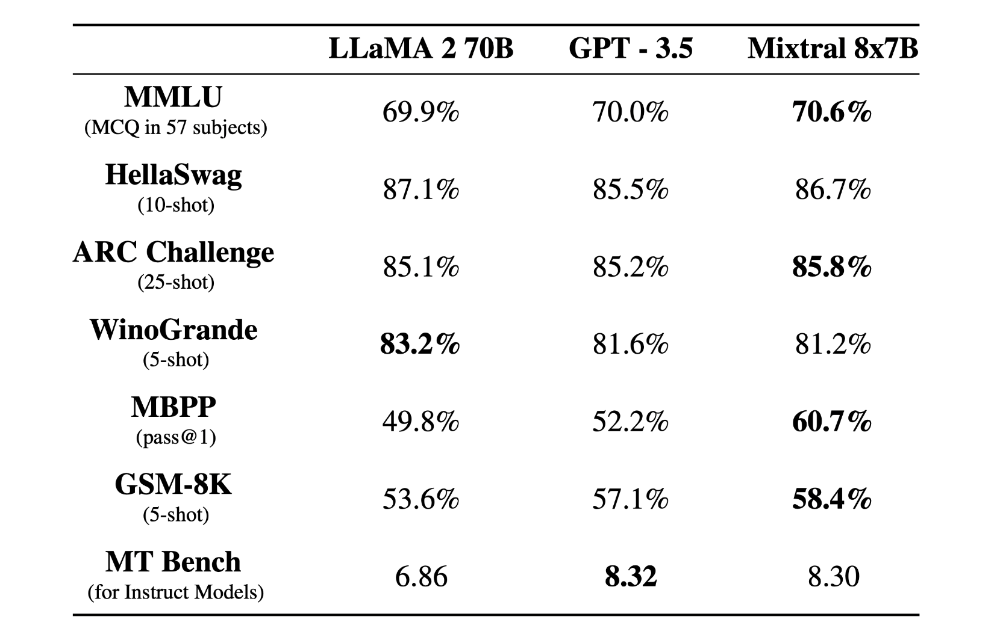 LLaMA 2 70B GPT - 3.5 Mixtral 8x7B
MMLU
(MCQ in 57 subjects) 69.9% 70.0% 70.6%
HellaSwag
(10-shot) 87.1% 85.5% 86.7%
ARC Challenge
(25-shot) 85.1% 85.2% 85.8%
WinoGrande
(5-shot) 83.2% 81.6% 81.2%
MBPP
(pass@1) 49.8% 52.2% 60.7%
GSM-8K
(5-shot) 53.6% 57.1% 58.4%
MT Bench
(for Instruct Models) 6.86 8.32 8.30